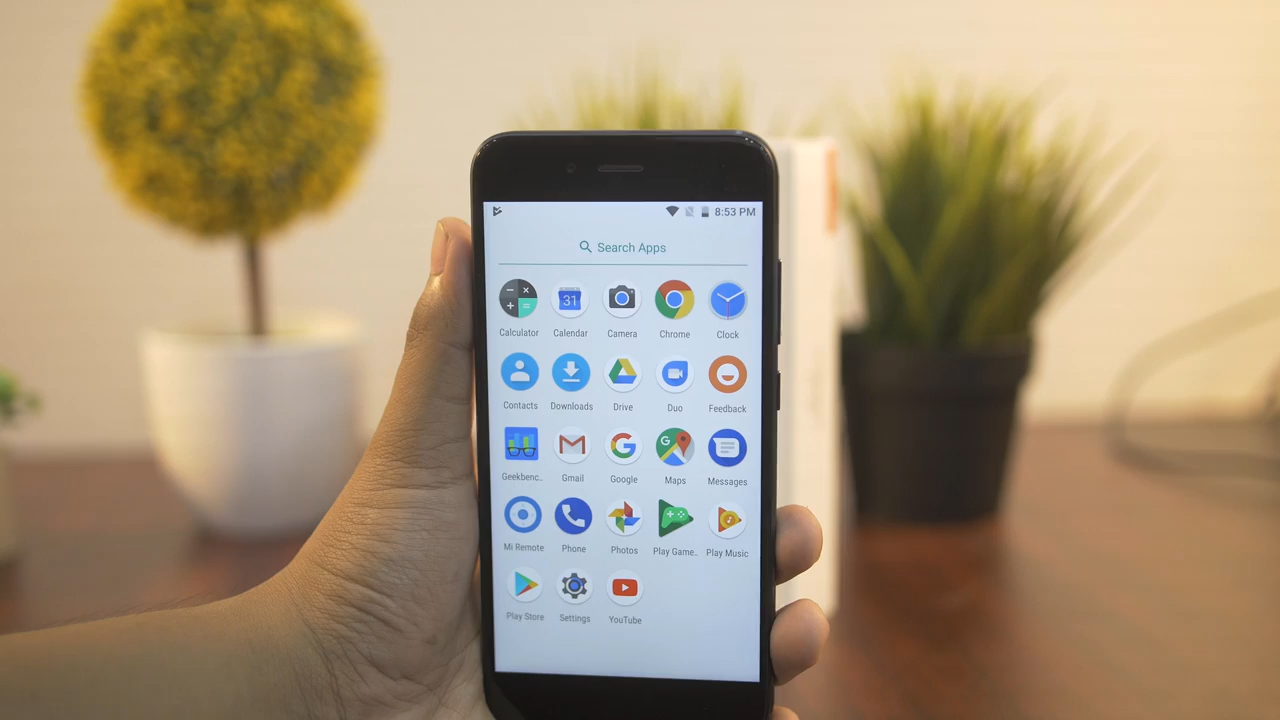 8:53 PM
Search Apps
31
Calculator Calendar Camera Chrome Clock
Contacts Downloads Drive Duo Feedback
G G
Geekbenc.. Gmail Google Maps Messages
Mi Remote Phone Photos Play Game.. Play Music
Play Store Settings YouTube